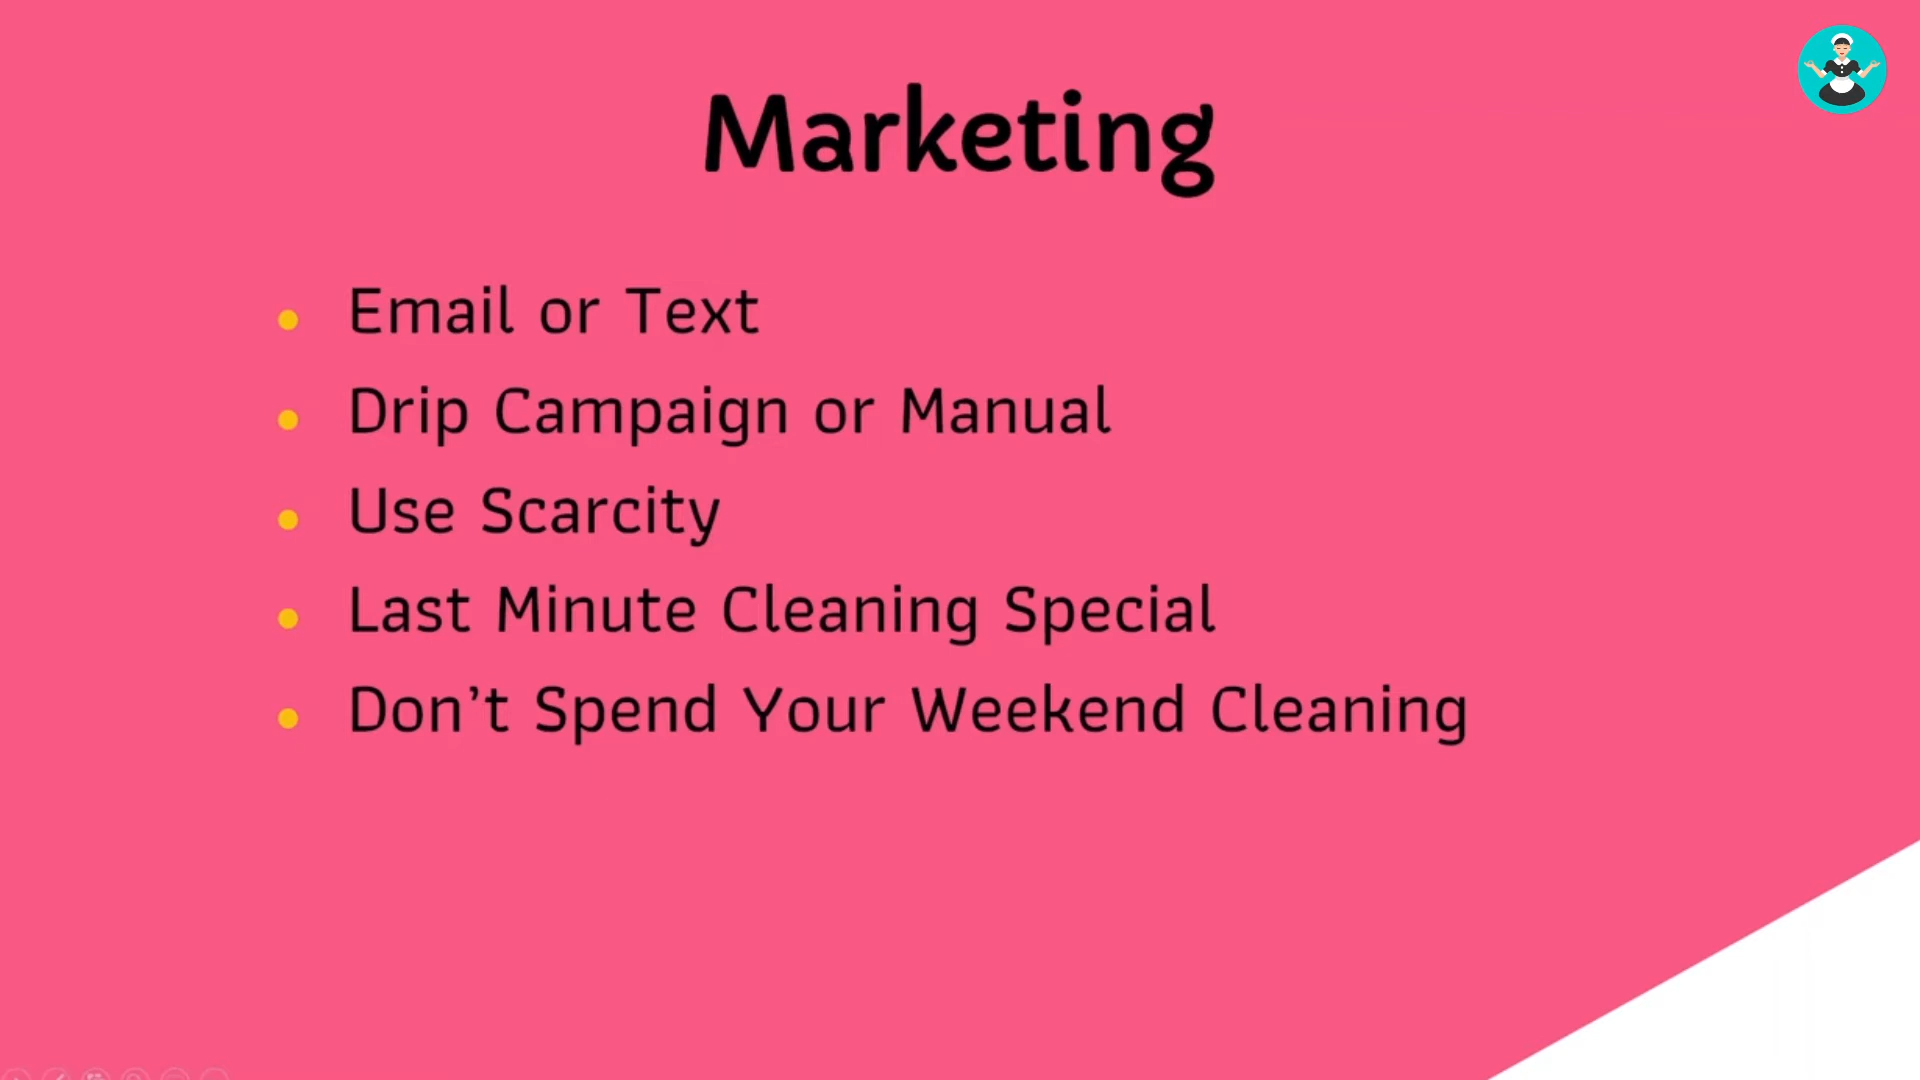 Marketing
Email or Text
Drip Campaign or Manual
Use Scarcity
Last Minute Cleaning Special
Don’t Spend Your Weekend Cleaning